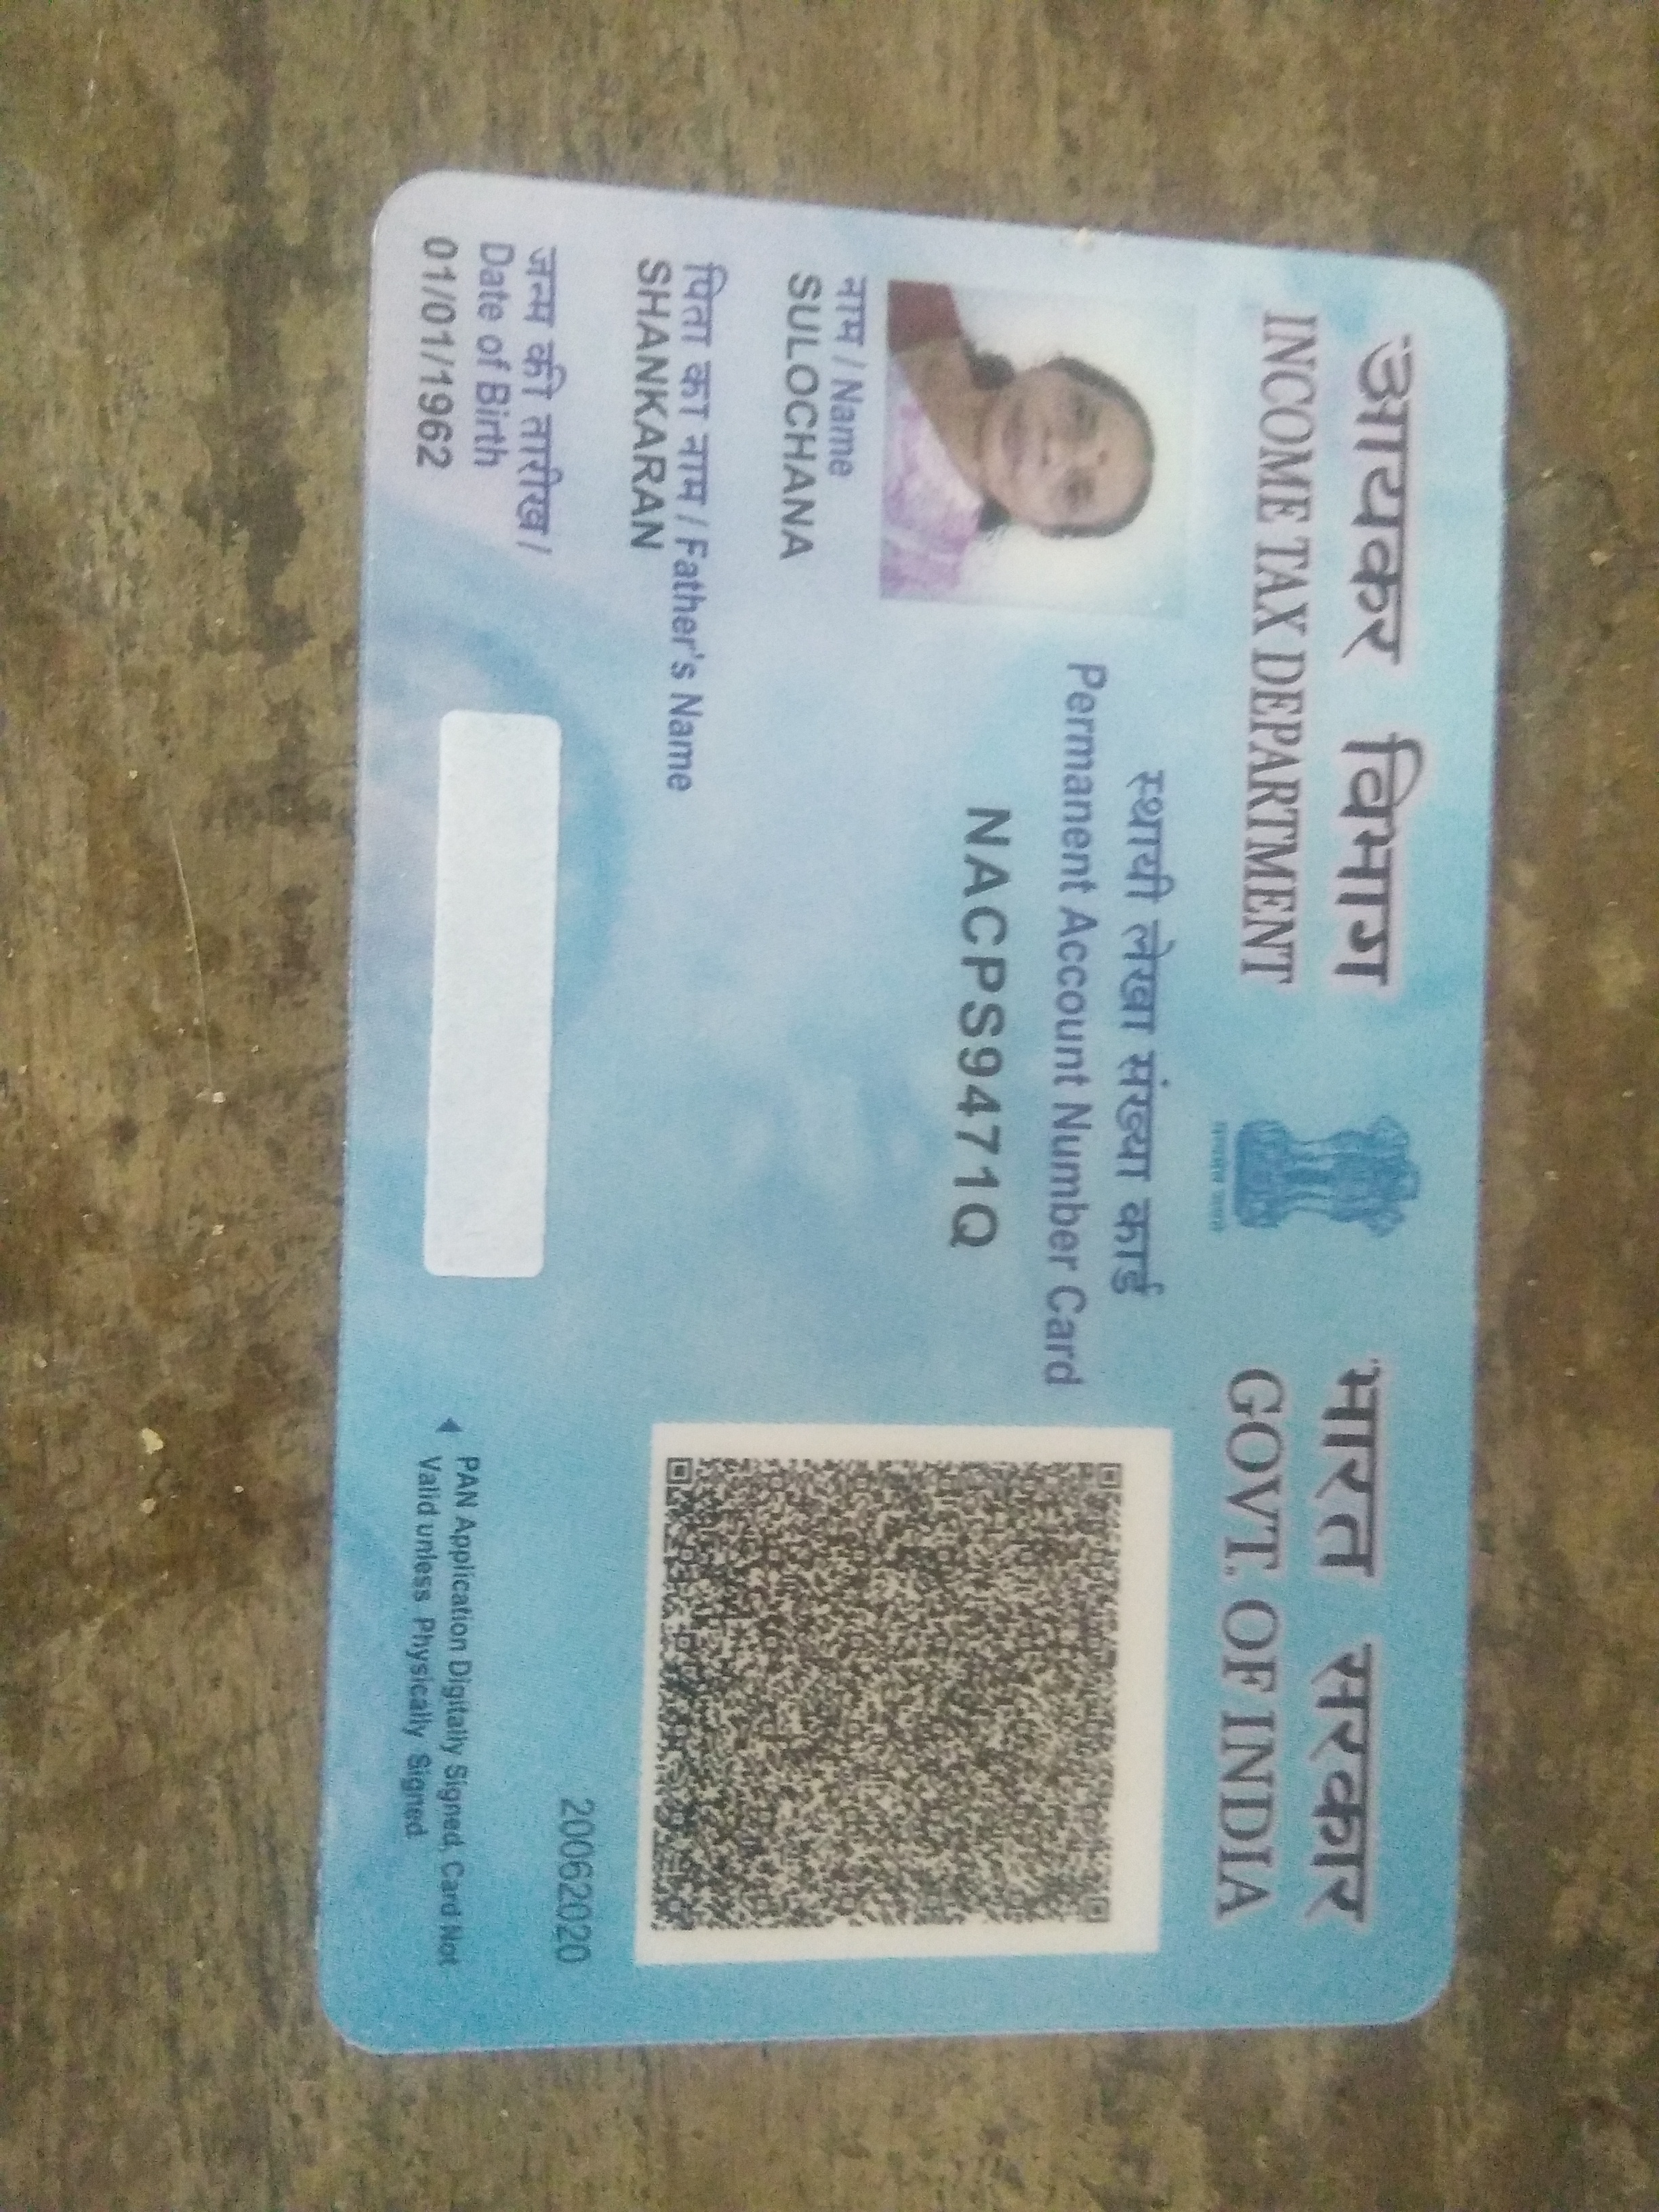 आयकर विभाग
INCOME TAX DEPARTMENT
भारत सरकार
GOVT. OF INDIA
स्थायी लेखा संख्या कार्ड
Permanent Account Number Card
NACPS9471Q
नाम / Name
SULOCHANA
पिता का नाम / Father's Name
SHANKARAN
जन्म की तारीख /
Date of Birth
01/01/1962
20062020
PAN Application Digitally Signed, Card Not
Valid unless Physically Signed